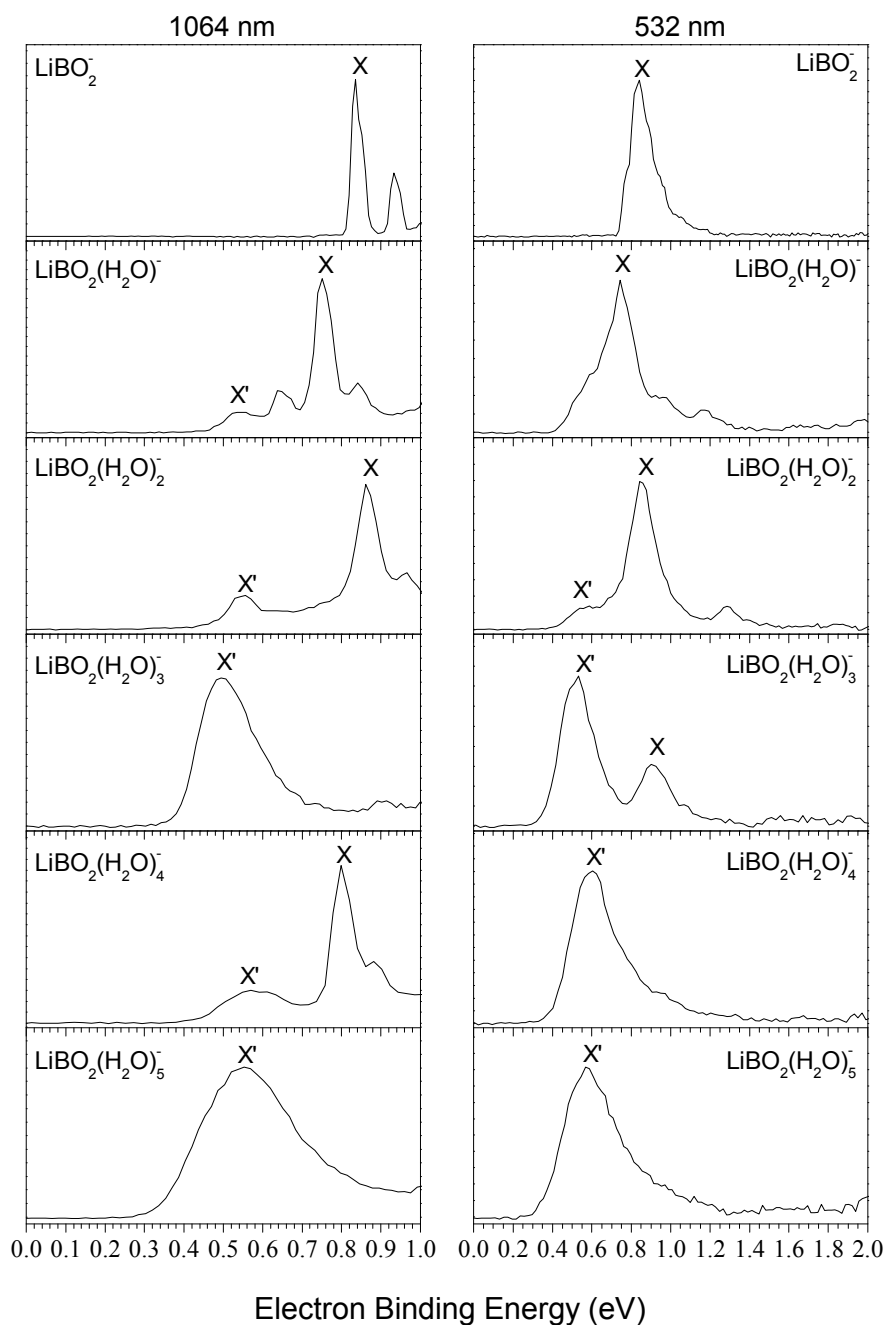 1064 nm 532 nm
LiBO₂⁻ X X LiBO₂⁻
LiBO₂(H₂O)⁻ X' X X LiBO₂(H₂O)⁻
LiBO₂(H₂O)₂⁻ X' X X' X LiBO₂(H₂O)₂⁻
LiBO₂(H₂O)₃⁻ X' X' X LiBO₂(H₂O)₃⁻
LiBO₂(H₂O)₄⁻ X' X X' LiBO₂(H₂O)₄⁻
LiBO₂(H₂O)₅⁻ X' X' LiBO₂(H₂O)₅⁻
0.0 0.1 0.2 0.3 0.4 0.5 0.6 0.7 0.8 0.9 1.0 0.0 0.2 0.4 0.6 0.8 1.0 1.2 1.4 1.6 1.8 2.0
Electron Binding Energy (eV)